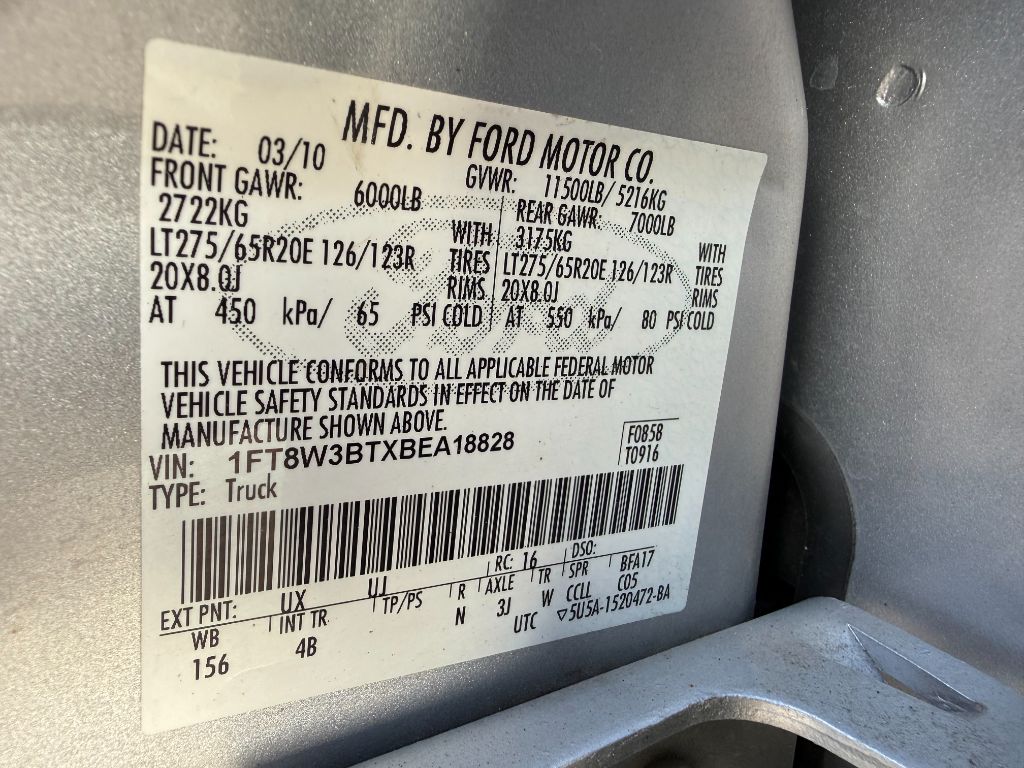 MFD. BY FORD MOTOR CO.
DATE: 03/10 GVWR: 11500LB/ 5216KG
FRONT GAWR: 6000LB REAR GAWR: 7000LB
2722KG WITH 3175KG WITH
LT275/65R20E 126/123R TIRES LT275/65R20E 126/123R TIRES
20X8.0J RIMS 20X8.0J RIMS
AT 450 kPa/ 65 PSI COLD AT 550 kPa/ 80 PSI COLD
THIS VEHICLE CONFORMS TO ALL APPLICABLE FEDERAL MOTOR
VEHICLE SAFETY STANDARDS IN EFFECT ON THE DATE OF
MANUFACTURE SHOWN ABOVE.
VIN: 1FT8W3BTXBEA18828 F085B
TYPE: Truck T0916
EXT PNT: UX UJ RC: 16 DSO:
WB INT TR TP/PS R AXLE TR SPR BFA17
156 4B N 3J W CCLL C05
UTC ▽5U5A-1520472-BA